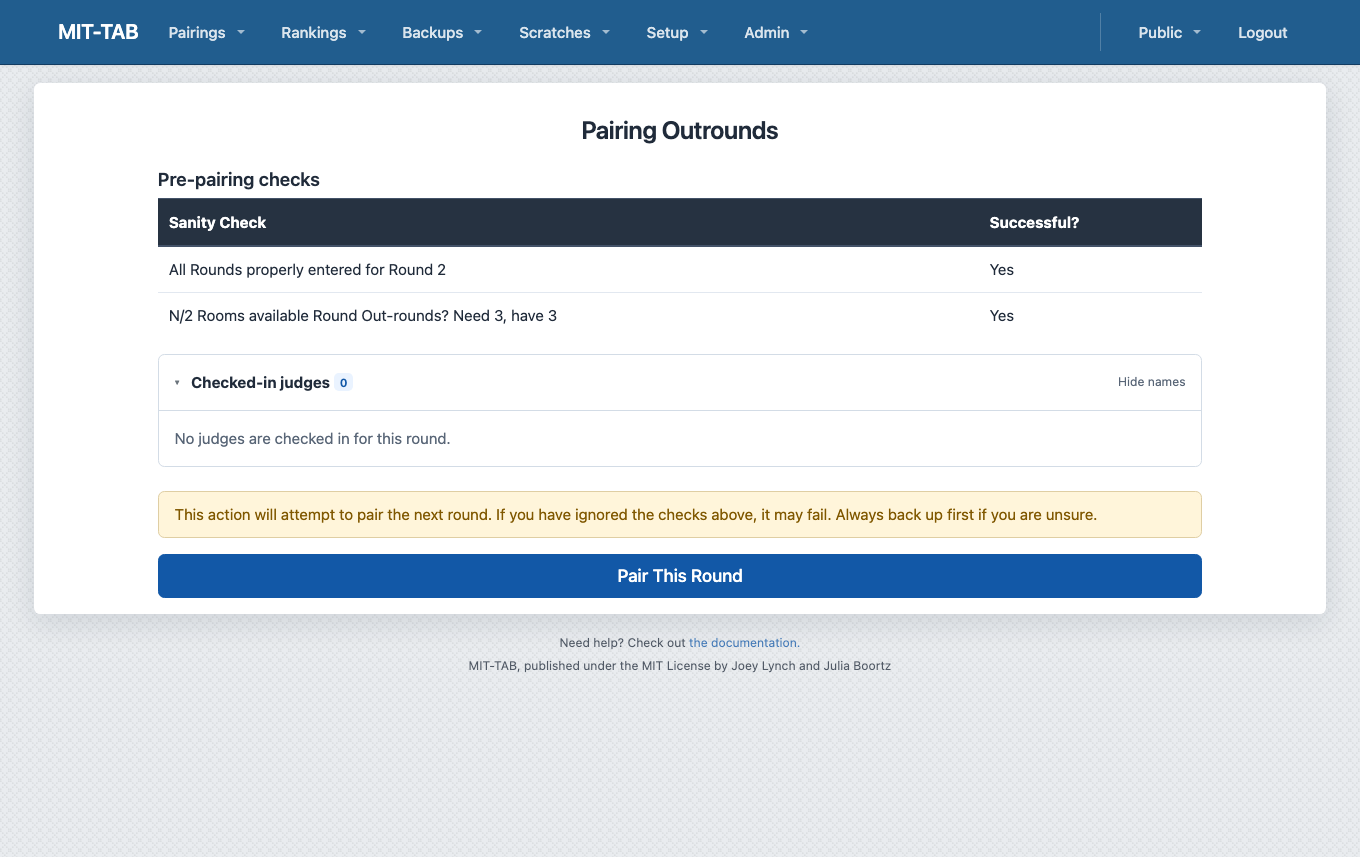 MIT-TAB Pairings Rankings Backups Scratches Setup Admin Public Logout
Pairing Outrounds
Pre-pairing checks
Sanity Check Successful?
All Rounds properly entered for Round 2 Yes
N/2 Rooms available Round Out-rounds? Need 3, have 3 Yes
Checked-in judges 0 Hide names
No judges are checked in for this round.
This action will attempt to pair the next round. If you have ignored the checks above, it may fail. Always back up first if you are unsure.
Pair This Round
Need help? Check out the documentation.
MIT-TAB, published under the MIT License by Joey Lynch and Julia Boortz